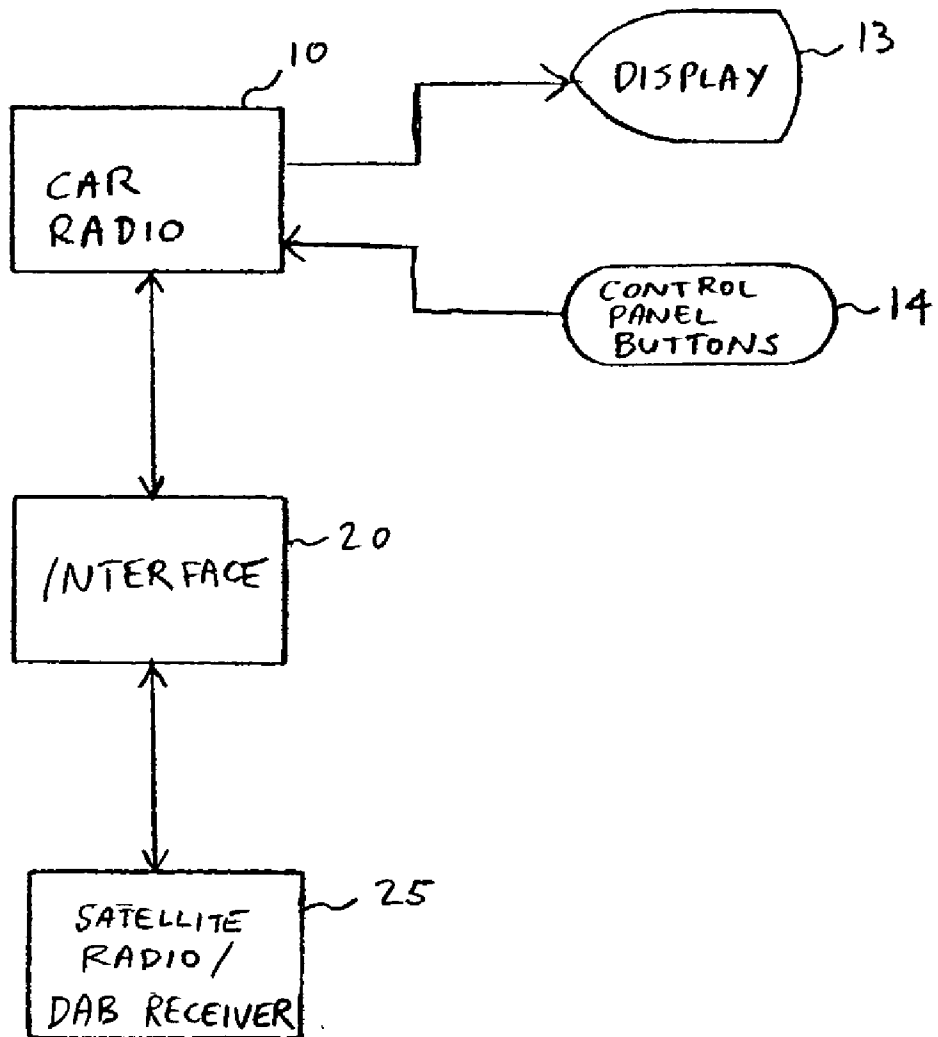 10
CAR
RADIO
DISPLAY
13
CONTROL
PANEL
BUTTONS
14
INTERFACE
20
SATELLITE
RADIO/
DAB RECEIVER
25